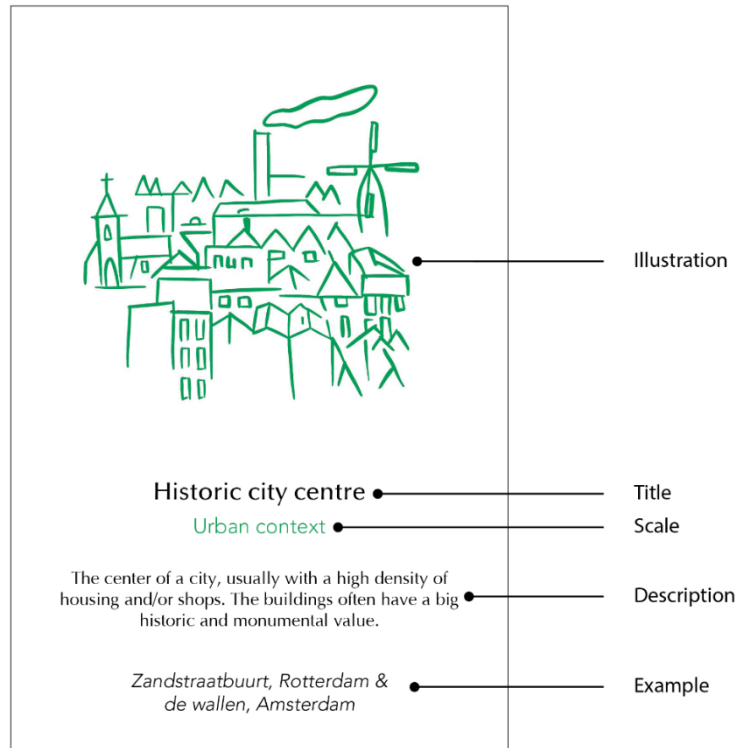 Illustration
Historic city centre
Title
Urban context
Scale
The center of a city, usually with a high density of
housing and/or shops. The buildings often have a big
historic and monumental value.
Description
Zandstraatbuurt, Rotterdam &
de wallen, Amsterdam
Example